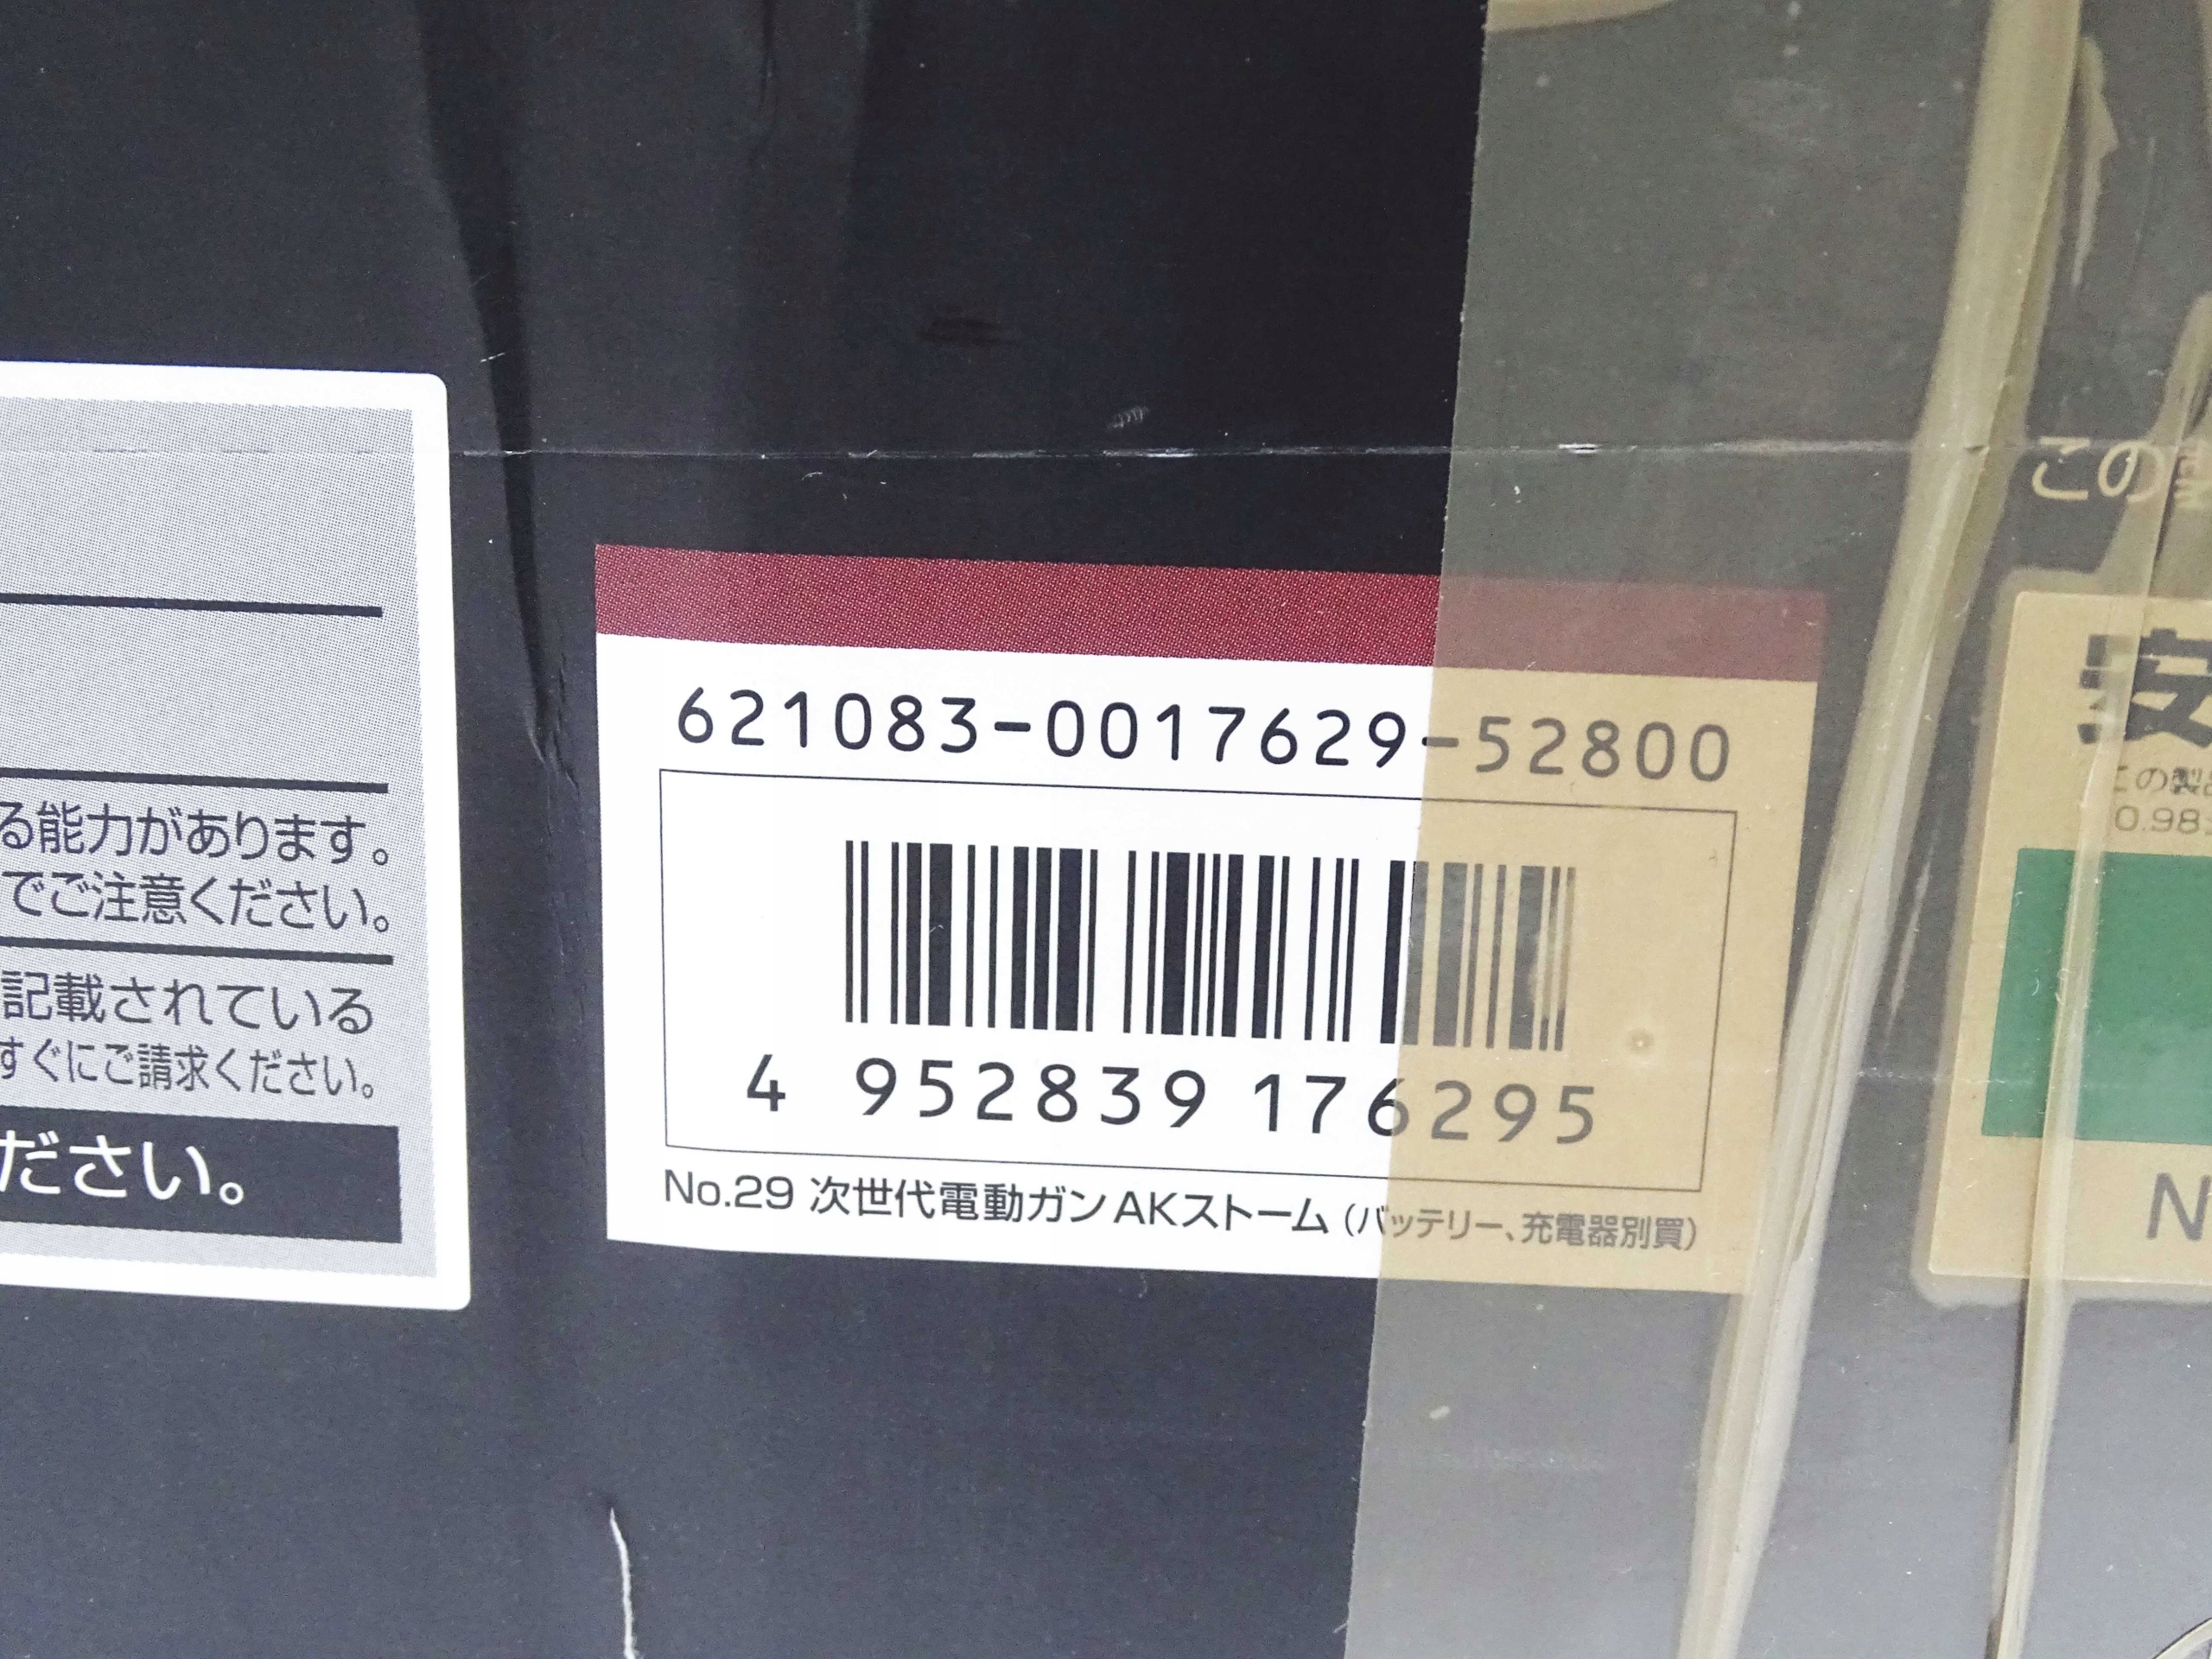 る能力があります。
でご注意ください。
記載されている
すぐにご請求ください。
ださい。
621083-0017629-52800
4 952839 176295
No.29 次世代電動ガン AKストーム (バッテリー、充電器別買)
この
安
この製
0.98
N